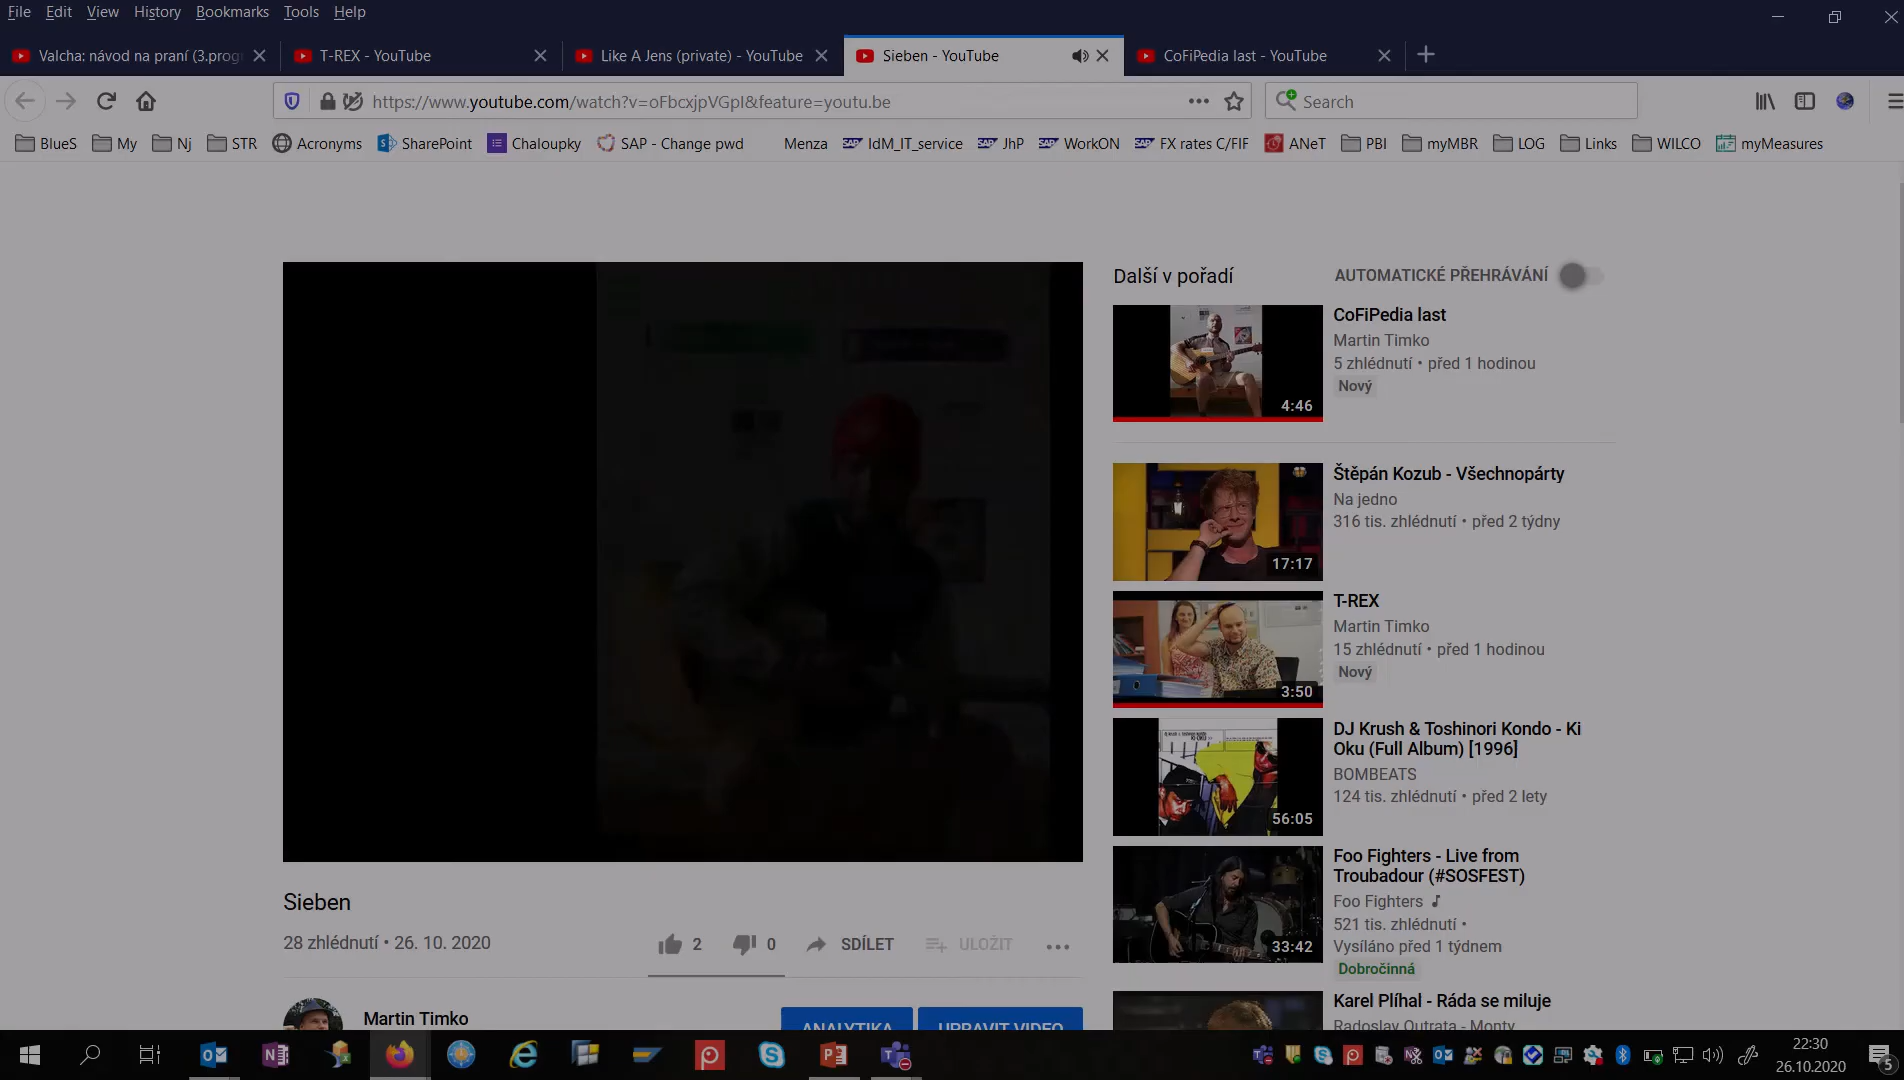 File Edit View History Bookmarks Tools Help
Valcha: návod na praní (3.prog
T-REX - YouTube
Like A Jens (private) - YouTube
Sieben - YouTube
CoFiPedia last - YouTube
https://www.youtube.com/watch?v=oFbcxjpVGpI&feature=youtu.be
Search
BlueS My Nj STR Acronyms SharePoint Chaloupky SAP - Change pwd Menza IdM_IT_service JhP WorkON FX rates C/FIF ANeT PBI myMBR LOG Links WILCO myMeasures
Další v pořadí
AUTOMATICKÉ PŘEHRÁVÁNÍ
CoFiPedia last
Martin Timko
5 zhlédnutí • před 1 hodinou
Nový
4:46
Štěpán Kozub - Všechnopárty
Na jedno
316 tis. zhlédnutí • před 2 týdny
17:17
T-REX
Martin Timko
15 zhlédnutí • před 1 hodinou
Nový
3:50
DJ Krush & Toshinori Kondo - Ki
Oku (Full Album) [1996]
BOMBEATS
124 tis. zhlédnutí • před 2 lety
56:05
Foo Fighters - Live from
Troubadour (#SOSFEST)
Foo Fighters
521 tis. zhlédnutí •
Vysíláno před 1 týdnem
33:42
Dobročinná
Karel Plíhal - Ráda se miluje
Radoslav Outrata - Monty
Sieben
28 zhlédnutí • 26. 10. 2020
2 0 SDÍLET ULOŽIT
Martin Timko
ANALYTIKA
UPRAVIT VIDEO
22:30
26.10.2020
5